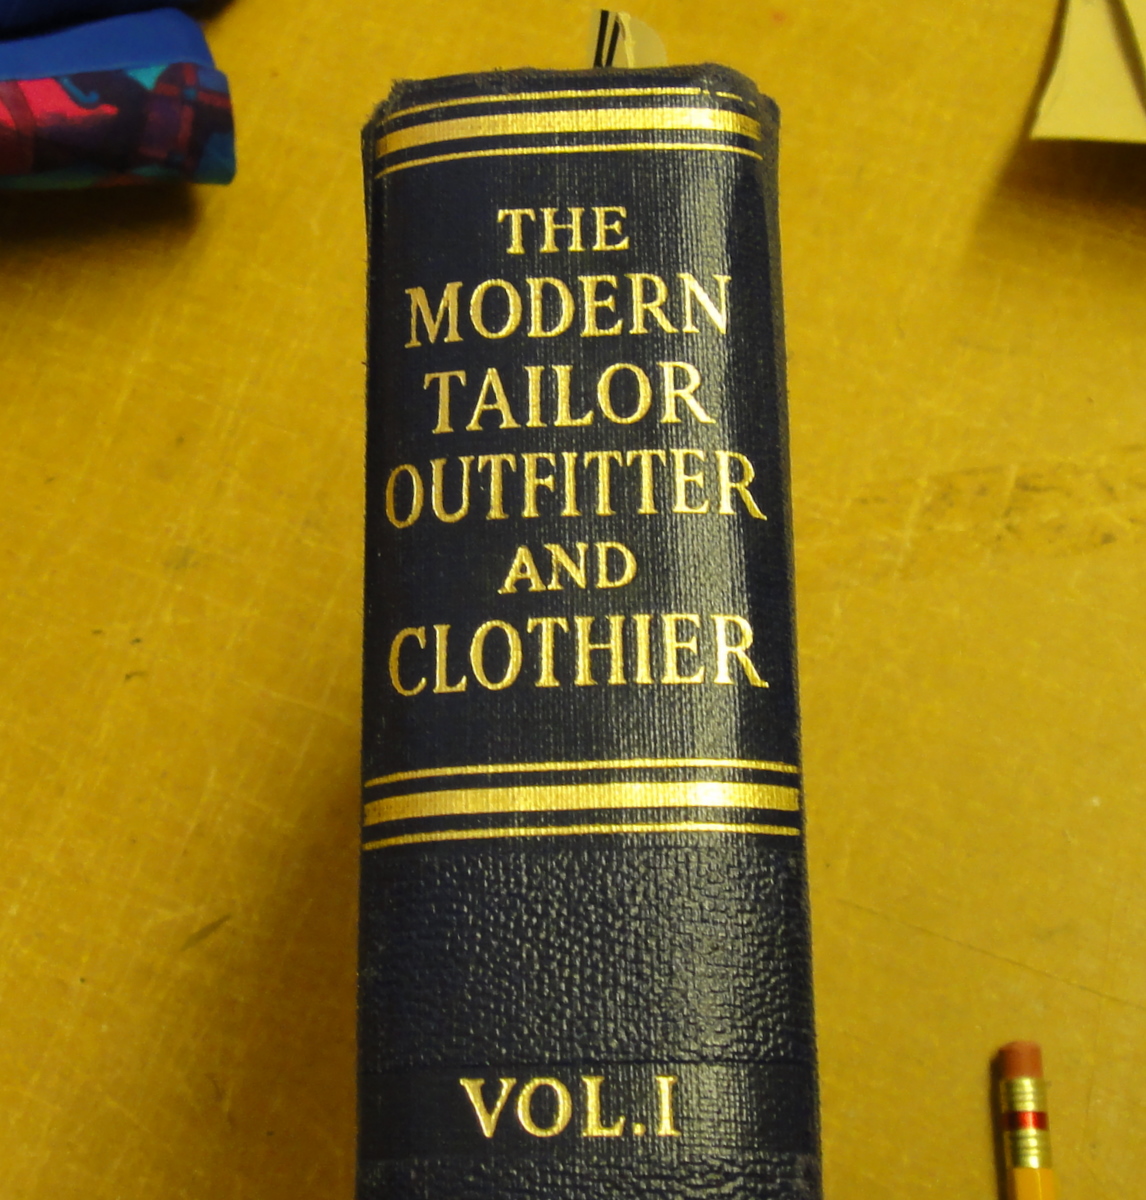 THE
MODERN
TAILOR
OUTFITTER
AND
CLOTHIER
VOL. I